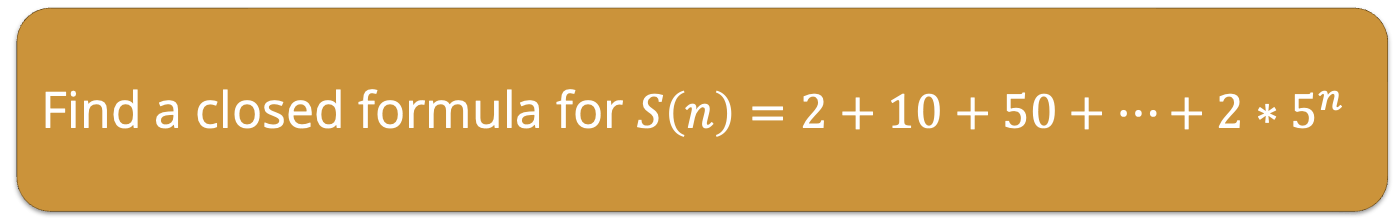 Find a closed formula for S(n) = 2 + 10 + 50 + ⋯ + 2 * 5ⁿ